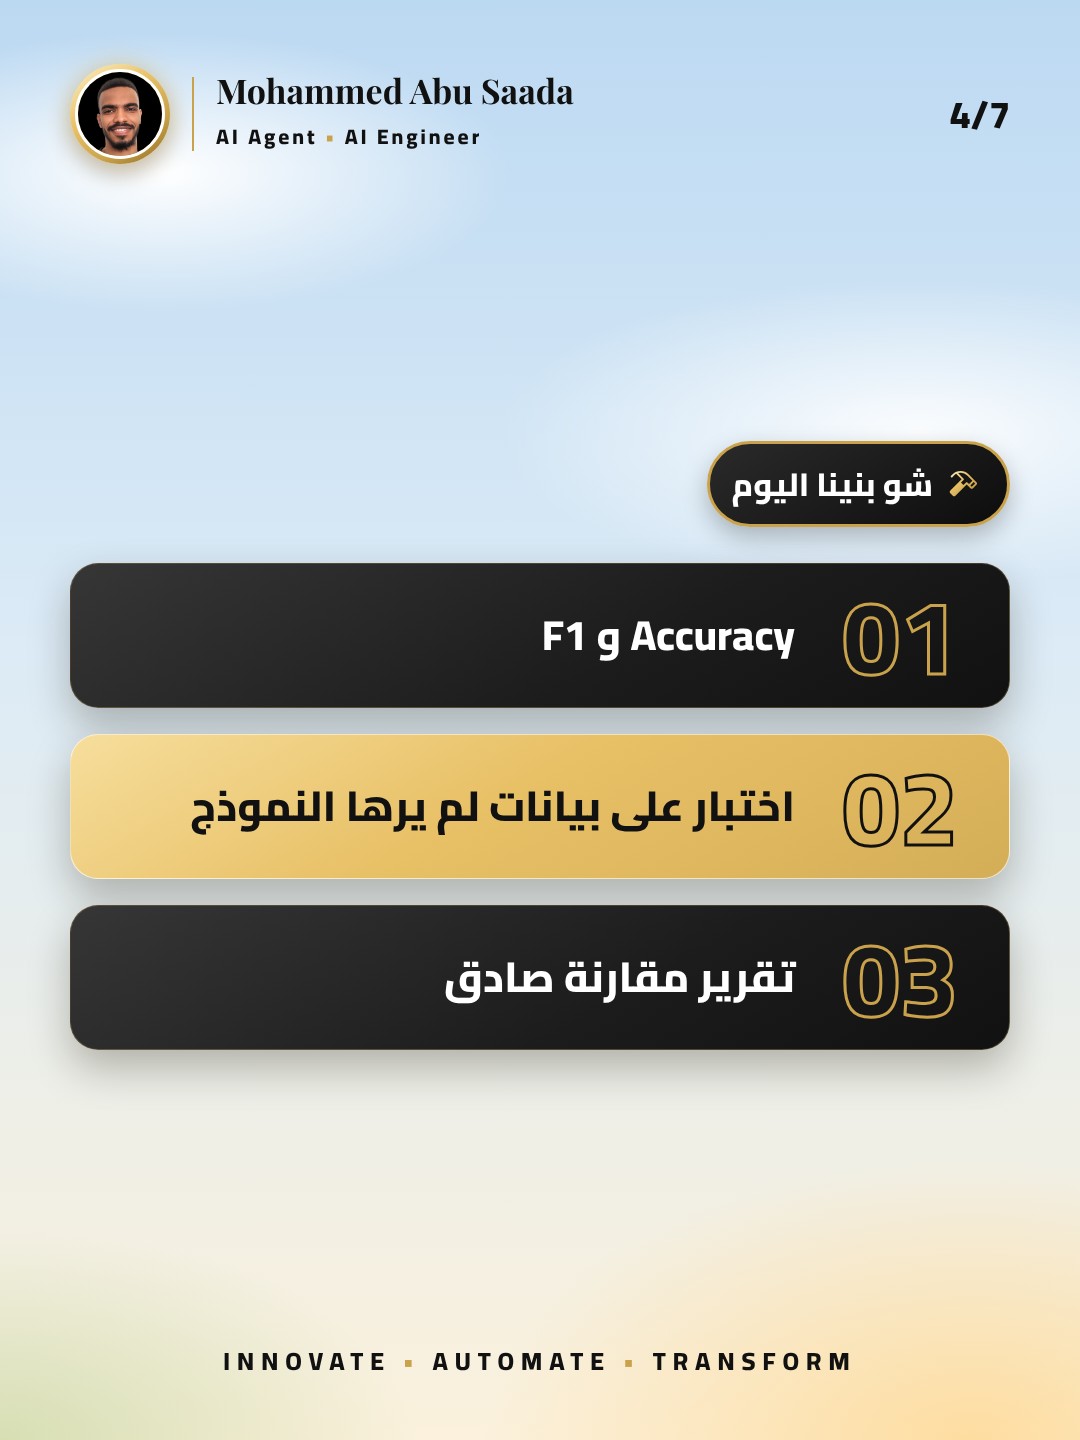 Mohammed Abu Saada
AI Agent ▪ AI Engineer
4/7
شو بنينا اليوم
01
Accuracy و F1
02
اختبار على بيانات لم يرها النموذج
03
تقرير مقارنة صادق
INNOVATE ▪ AUTOMATE ▪ TRANSFORM